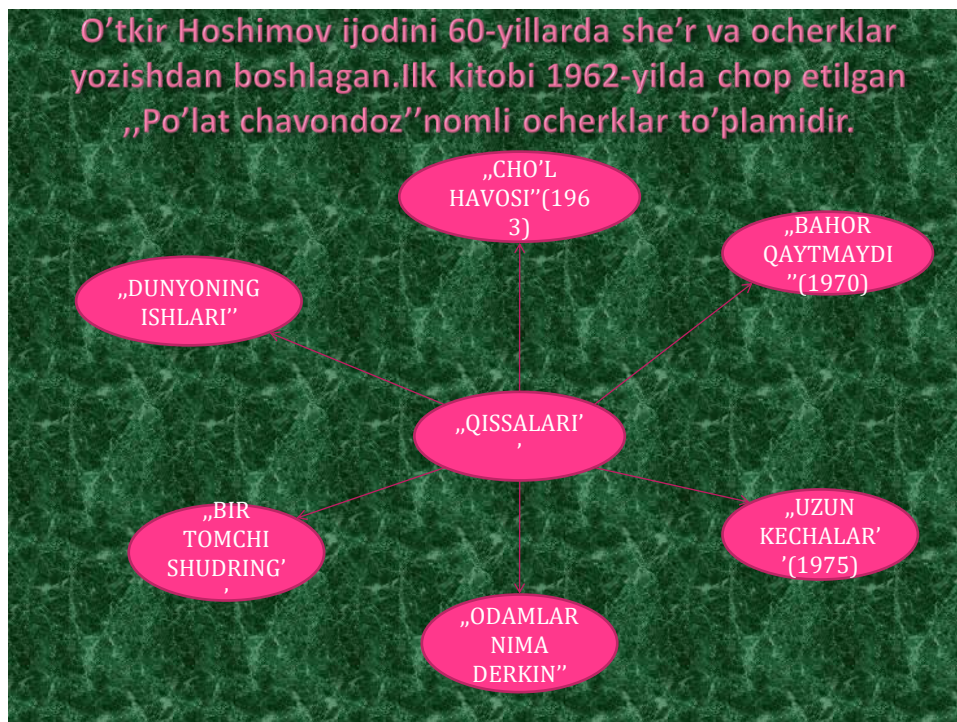 O’tkir Hoshimov ijodini 60-yillarda she’r va ocherklar
yozishdan boshlagan.Ilk kitobi 1962-yilda chop etilgan
,,Po’lat chavondoz’’nomli ocherklar to’plamidir.
,,CHO’L
HAVOSI’’(196
3)
,,BAHOR
QAYTMAYDI
’’(1970)
,,DUNYONING
ISHLARI’’
,,QISSALARI’
’
,,BIR
TOMCHI
SHUDRING’
’
,,UZUN
KECHALAR’
’(1975)
,,ODAMLAR
NIMA
DERKIN’’